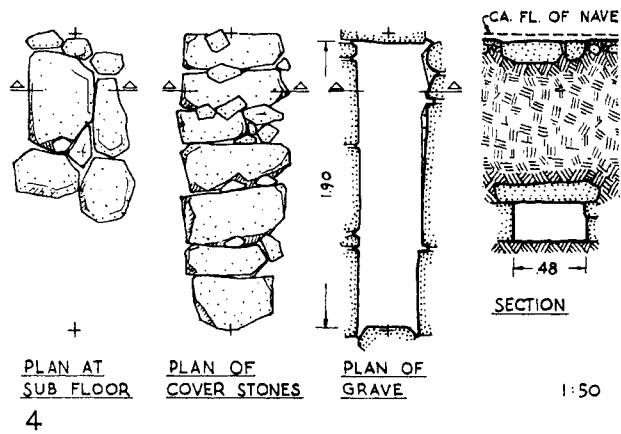 CA. FL. OF NAVE
1.90
.48
SECTION
PLAN AT
SUB FLOOR
PLAN OF
COVER STONES
PLAN OF
GRAVE
1:50
4